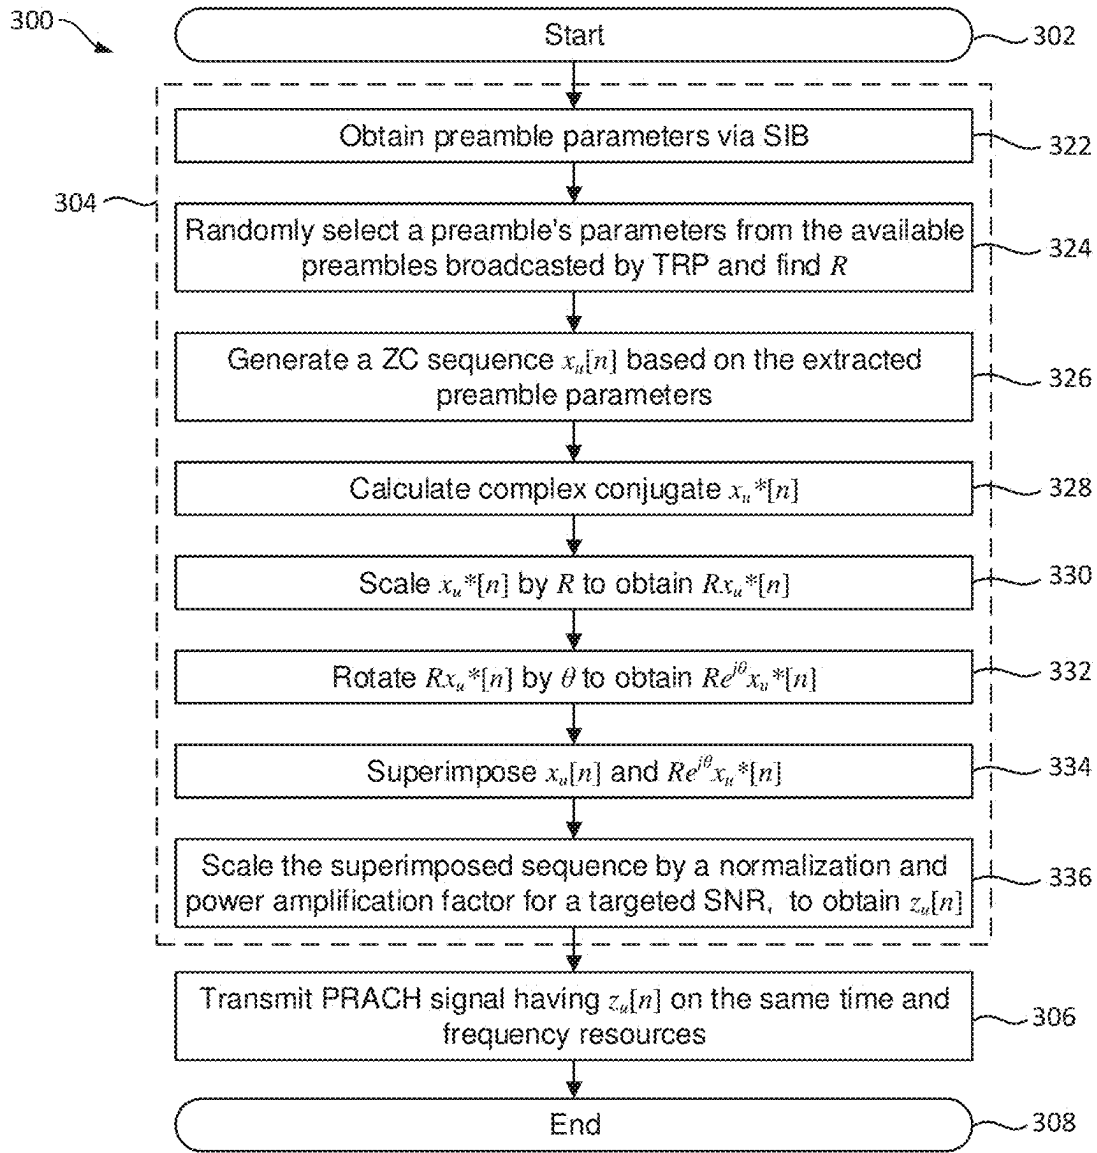 300
Start
302
304
Obtain preamble parameters via SIB
322
Randomly select a preamble's parameters from the available
preambles broadcasted by TRP and find R
324
Generate a ZC sequence xᵤ[n] based on the extracted
preamble parameters
326
Calculate complex conjugate xᵤ*[n]
328
Scale xᵤ*[n] by R to obtain Rxᵤ*[n]
330
Rotate Rxᵤ*[n] by θ to obtain Reʲᶿxᵤ*[n]
332
Superimpose xᵤ[n] and Reʲᶿxᵤ*[n]
334
Scale the superimposed sequence by a normalization and
power amplification factor for a targeted SNR, to obtain zᵤ[n]
336
Transmit PRACH signal having zᵤ[n] on the same time and
frequency resources
306
End
308